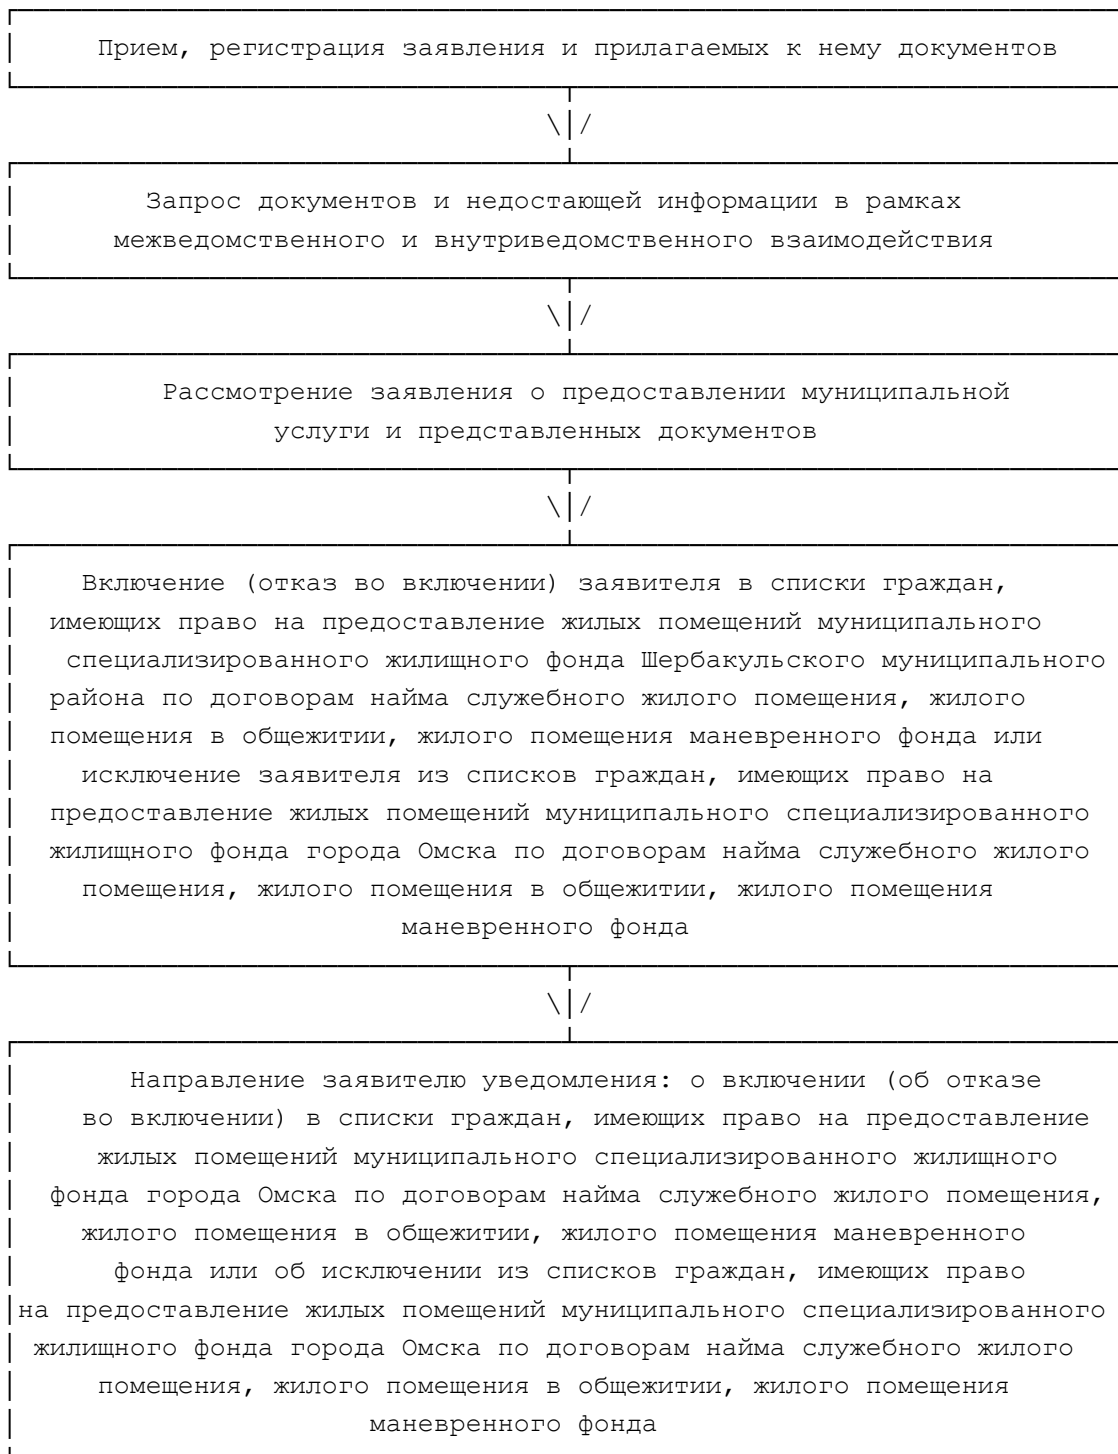 Прием, регистрация заявления и прилагаемых к нему документов
\|/
Запрос документов и недостающей информации в рамках
межведомственного и внутриведомственного взаимодействия
\|/
Рассмотрение заявления о предоставлении муниципальной
услуги и представленных документов
\|/
Включение (отказ во включении) заявителя в списки граждан,
имеющих право на предоставление жилых помещений муниципального
специализированного жилищного фонда Шербакульского муниципального
района по договорам найма служебного жилого помещения, жилого
помещения в общежитии, жилого помещения маневренного фонда или
исключение заявителя из списков граждан, имеющих право на
предоставление жилых помещений муниципального специализированного
жилищного фонда города Омска по договорам найма служебного жилого
помещения, жилого помещения в общежитии, жилого помещения
маневренного фонда
\|/
Направление заявителю уведомления: о включении (об отказе
во включении) в списки граждан, имеющих право на предоставление
жилых помещений муниципального специализированного жилищного
фонда города Омска по договорам найма служебного жилого помещения,
жилого помещения в общежитии, жилого помещения маневренного
фонда или об исключении из списков граждан, имеющих право
на предоставление жилых помещений муниципального специализированного
жилищного фонда города Омска по договорам найма служебного жилого
помещения, жилого помещения в общежитии, жилого помещения
маневренного фонда